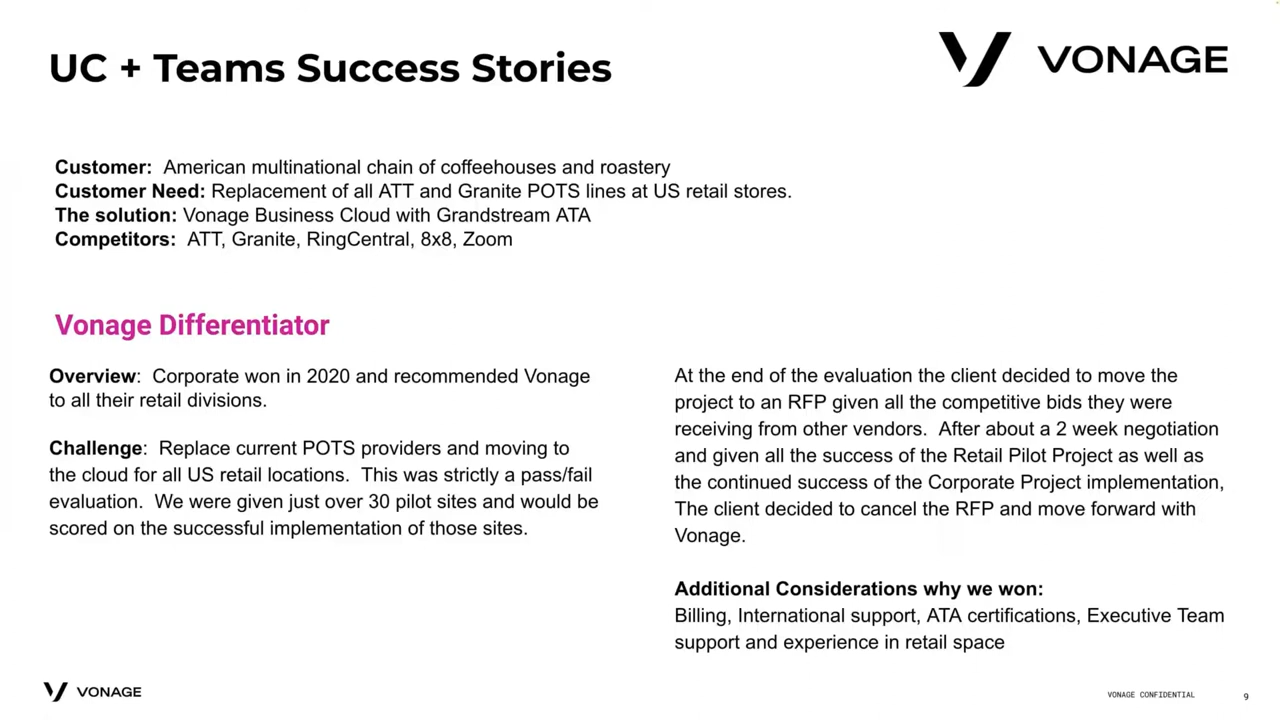 UC + Teams Success Stories
VONAGE
Customer:  American multinational chain of coffeehouses and roastery
Customer Need: Replacement of all ATT and Granite POTS lines at US retail stores.
The solution: Vonage Business Cloud with Grandstream ATA
Competitors:  ATT, Granite, RingCentral, 8x8, Zoom
Vonage Differentiator
Overview:  Corporate won in 2020 and recommended Vonage
to all their retail divisions.
Challenge:  Replace current POTS providers and moving to
the cloud for all US retail locations.  This was strictly a pass/fail
evaluation.  We were given just over 30 pilot sites and would be
scored on the successful implementation of those sites.
At the end of the evaluation the client decided to move the
project to an RFP given all the competitive bids they were
receiving from other vendors.  After about a 2 week negotiation
and given all the success of the Retail Pilot Project as well as
the continued success of the Corporate Project implementation,
The client decided to cancel the RFP and move forward with
Vonage.
Additional Considerations why we won:
Billing, International support, ATA certifications, Executive Team
support and experience in retail space
VONAGE
VONAGE CONFIDENTIAL
9